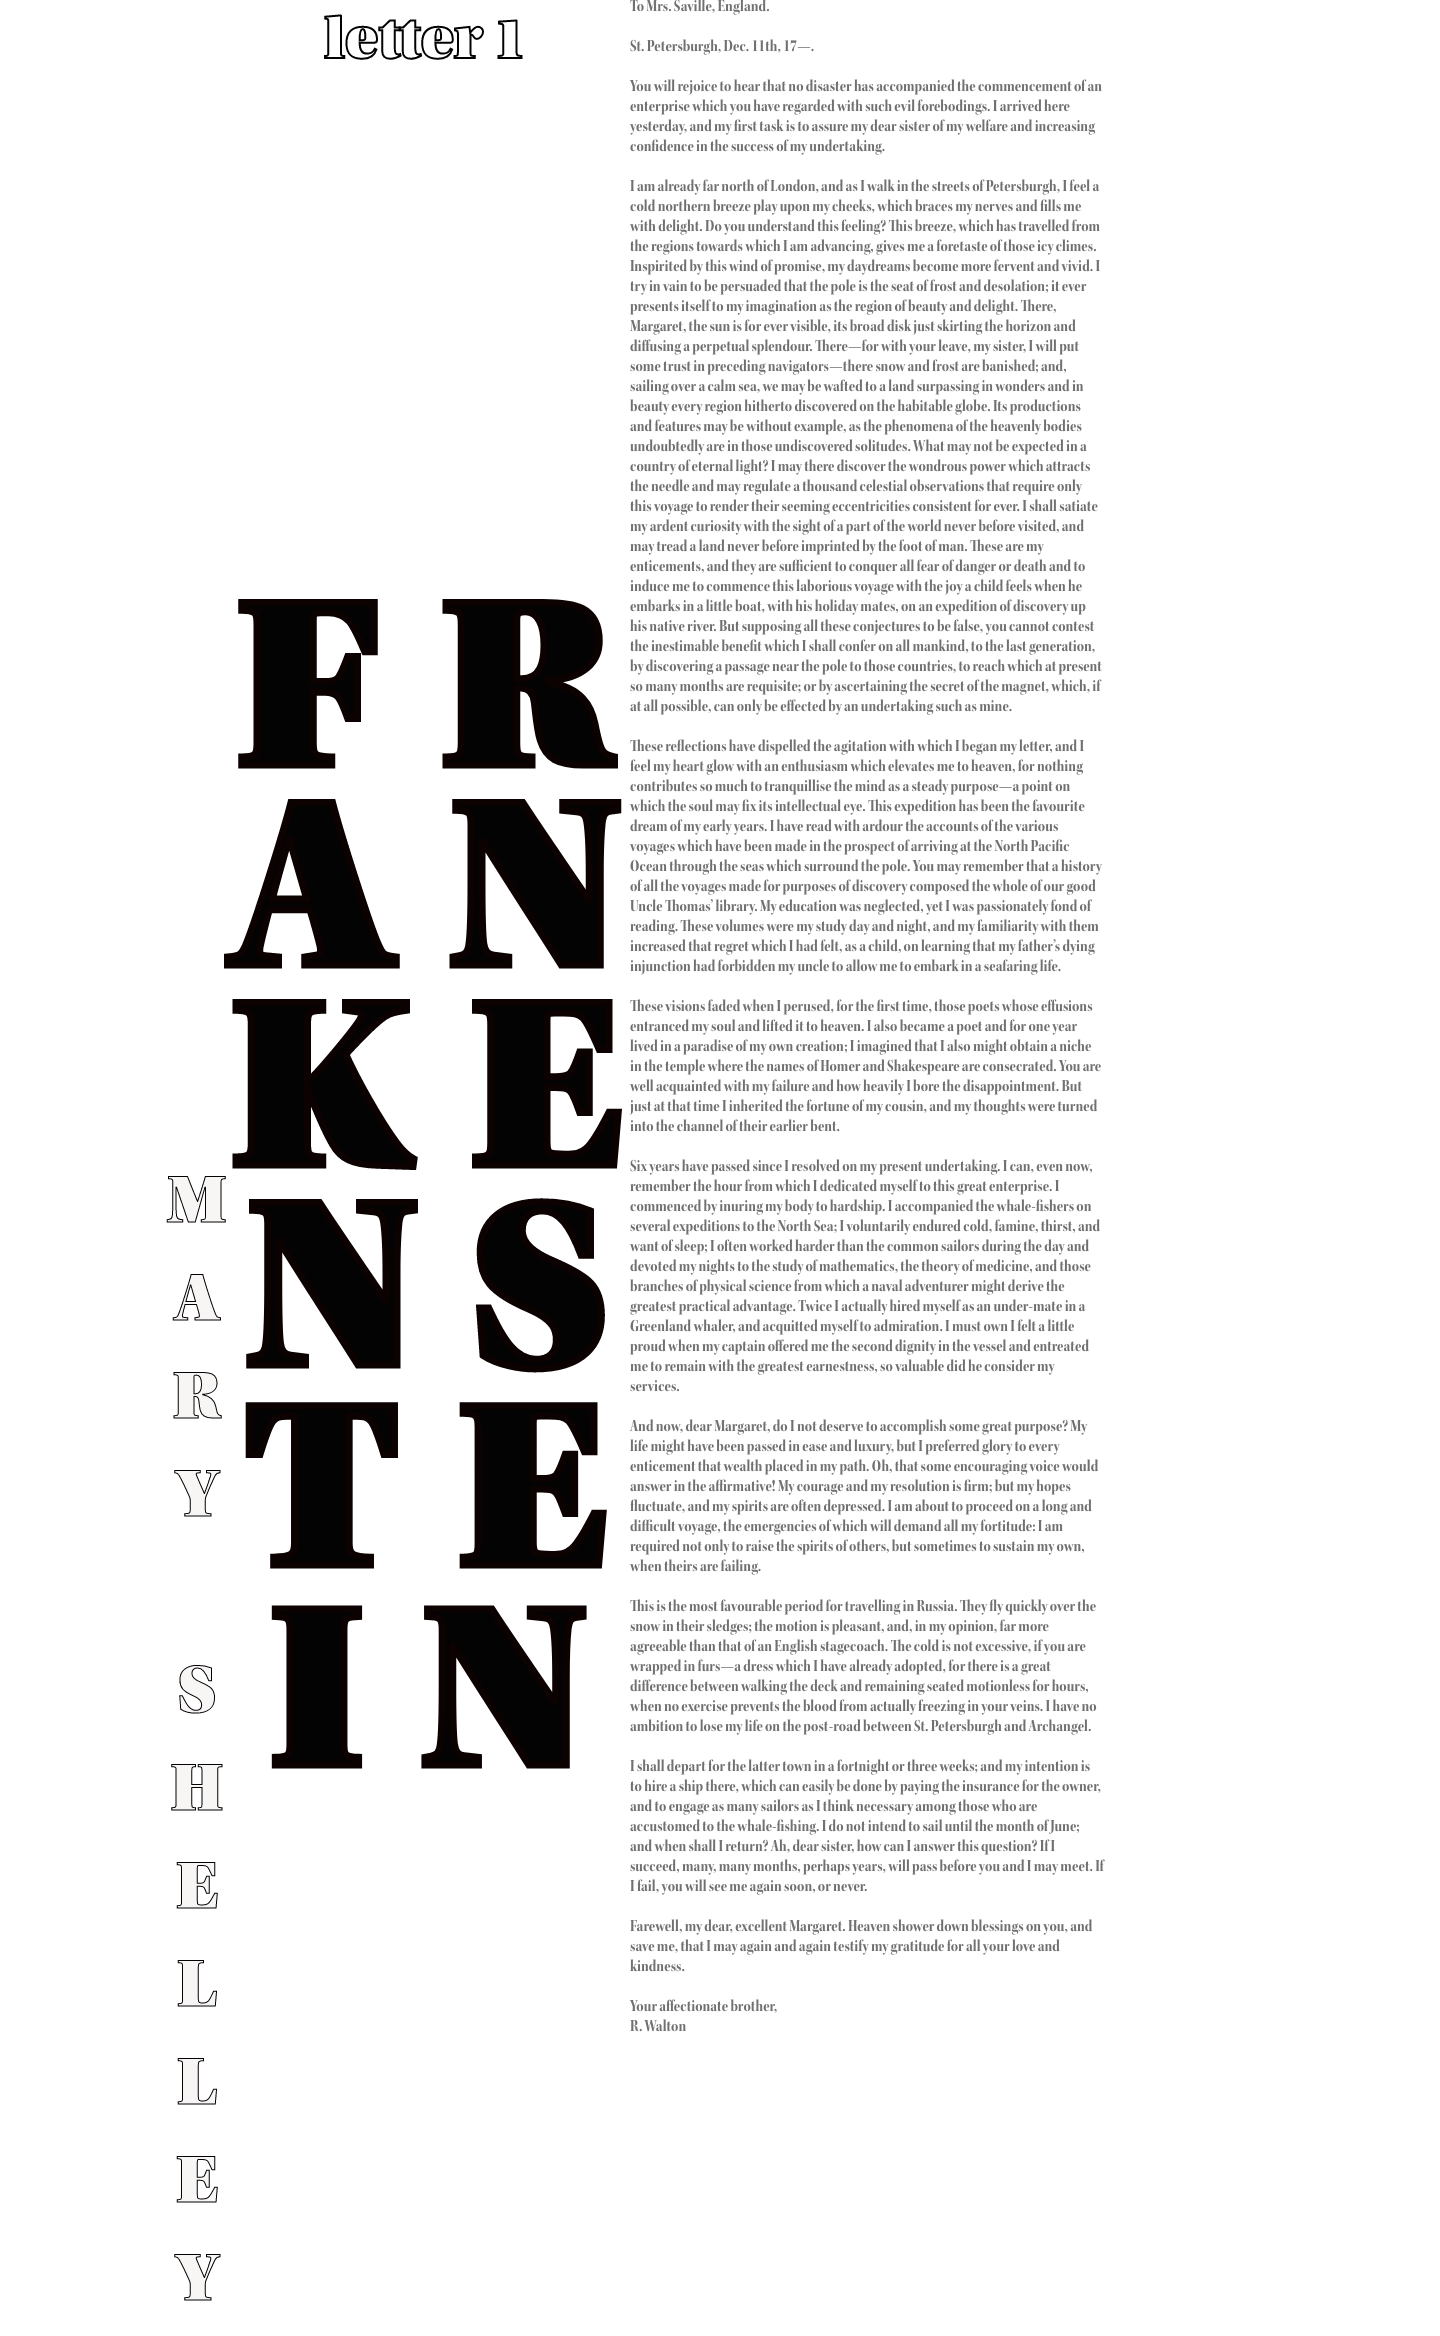 letter 1
FR
AN
KE
NS
TE
IN
M
A
R
Y
S
H
E
L
L
E
Y
To Mrs. Saville, England.
St. Petersburgh, Dec. 11th, 17—.
You will rejoice to hear that no disaster has accompanied the commencement of an
enterprise which you have regarded with such evil forebodings. I arrived here
yesterday, and my first task is to assure my dear sister of my welfare and increasing
confidence in the success of my undertaking.
I am already far north of London, and as I walk in the streets of Petersburgh, I feel a
cold northern breeze play upon my cheeks, which braces my nerves and fills me
with delight. Do you understand this feeling? This breeze, which has travelled from
the regions towards which I am advancing, gives me a foretaste of those icy climes.
Inspirited by this wind of promise, my daydreams become more fervent and vivid. I
try in vain to be persuaded that the pole is the seat of frost and desolation; it ever
presents itself to my imagination as the region of beauty and delight. There,
Margaret, the sun is for ever visible, its broad disk just skirting the horizon and
diffusing a perpetual splendour. There—for with your leave, my sister, I will put
some trust in preceding navigators—there snow and frost are banished; and,
sailing over a calm sea, we may be wafted to a land surpassing in wonders and in
beauty every region hitherto discovered on the habitable globe. Its productions
and features may be without example, as the phenomena of the heavenly bodies
undoubtedly are in those undiscovered solitudes. What may not be expected in a
country of eternal light? I may there discover the wondrous power which attracts
the needle and may regulate a thousand celestial observations that require only
this voyage to render their seeming eccentricities consistent for ever. I shall satiate
my ardent curiosity with the sight of a part of the world never before visited, and
may tread a land never before imprinted by the foot of man. These are my
enticements, and they are sufficient to conquer all fear of danger or death and to
induce me to commence this laborious voyage with the joy a child feels when he
embarks in a little boat, with his holiday mates, on an expedition of discovery up
his native river. But supposing all these conjectures to be false, you cannot contest
the inestimable benefit which I shall confer on all mankind, to the last generation,
by discovering a passage near the pole to those countries, to reach which at present
so many months are requisite; or by ascertaining the secret of the magnet, which, if
at all possible, can only be effected by an undertaking such as mine.
These reflections have dispelled the agitation with which I began my letter, and I
feel my heart glow with an enthusiasm which elevates me to heaven, for nothing
contributes so much to tranquillise the mind as a steady purpose—a point on
which the soul may fix its intellectual eye. This expedition has been the favourite
dream of my early years. I have read with ardour the accounts of the various
voyages which have been made in the prospect of arriving at the North Pacific
Ocean through the seas which surround the pole. You may remember that a history
of all the voyages made for purposes of discovery composed the whole of our good
Uncle Thomas’ library. My education was neglected, yet I was passionately fond of
reading. These volumes were my study day and night, and my familiarity with them
increased that regret which I had felt, as a child, on learning that my father’s dying
injunction had forbidden my uncle to allow me to embark in a seafaring life.
These visions faded when I perused, for the first time, those poets whose effusions
entranced my soul and lifted it to heaven. I also became a poet and for one year
lived in a paradise of my own creation; I imagined that I also might obtain a niche
in the temple where the names of Homer and Shakespeare are consecrated. You are
well acquainted with my failure and how heavily I bore the disappointment. But
just at that time I inherited the fortune of my cousin, and my thoughts were turned
into the channel of their earlier bent.
Six years have passed since I resolved on my present undertaking. I can, even now,
remember the hour from which I dedicated myself to this great enterprise. I
commenced by inuring my body to hardship. I accompanied the whale-fishers on
several expeditions to the North Sea; I voluntarily endured cold, famine, thirst, and
want of sleep; I often worked harder than the common sailors during the day and
devoted my nights to the study of mathematics, the theory of medicine, and those
branches of physical science from which a naval adventurer might derive the
greatest practical advantage. Twice I actually hired myself as an under-mate in a
Greenland whaler, and acquitted myself to admiration. I must own I felt a little
proud when my captain offered me the second dignity in the vessel and entreated
me to remain with the greatest earnestness, so valuable did he consider my
services.
And now, dear Margaret, do I not deserve to accomplish some great purpose? My
life might have been passed in ease and luxury, but I preferred glory to every
enticement that wealth placed in my path. Oh, that some encouraging voice would
answer in the affirmative! My courage and my resolution is firm; but my hopes
fluctuate, and my spirits are often depressed. I am about to proceed on a long and
difficult voyage, the emergencies of which will demand all my fortitude: I am
required not only to raise the spirits of others, but sometimes to sustain my own,
when theirs are failing.
This is the most favourable period for travelling in Russia. They fly quickly over the
snow in their sledges; the motion is pleasant, and, in my opinion, far more
agreeable than that of an English stagecoach. The cold is not excessive, if you are
wrapped in furs—a dress which I have already adopted, for there is a great
difference between walking the deck and remaining seated motionless for hours,
when no exercise prevents the blood from actually freezing in your veins. I have no
ambition to lose my life on the post-road between St. Petersburgh and Archangel.
I shall depart for the latter town in a fortnight or three weeks; and my intention is
to hire a ship there, which can easily be done by paying the insurance for the owner,
and to engage as many sailors as I think necessary among those who are
accustomed to the whale-fishing. I do not intend to sail until the month of June;
and when shall I return? Ah, dear sister, how can I answer this question? If I
succeed, many, many months, perhaps years, will pass before you and I may meet. If
I fail, you will see me again soon, or never.
Farewell, my dear, excellent Margaret. Heaven shower down blessings on you, and
save me, that I may again and again testify my gratitude for all your love and
kindness.
Your affectionate brother,
R. Walton